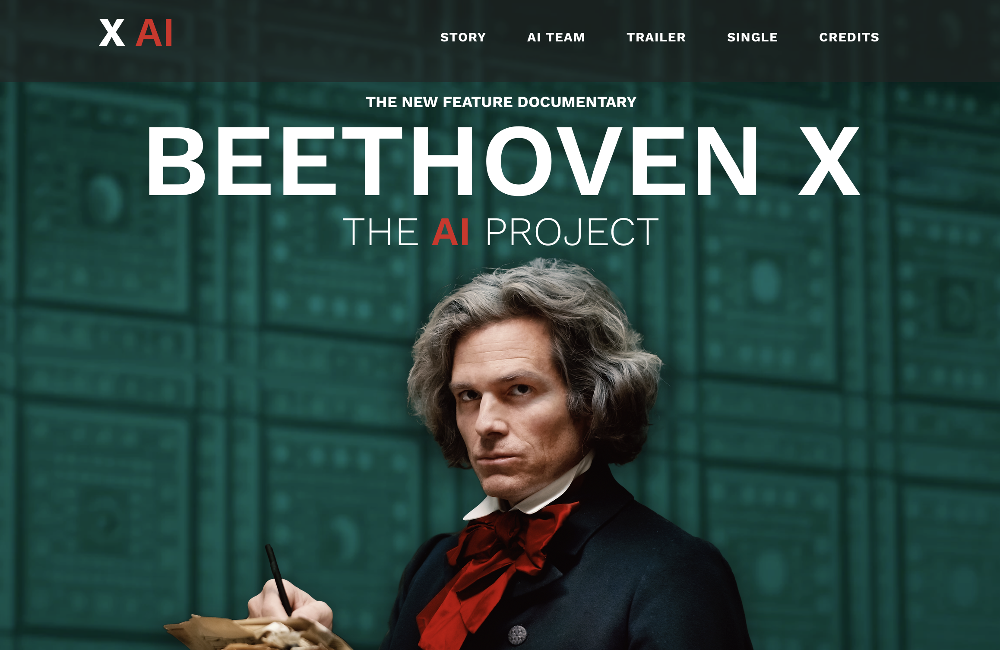 X AI
STORY AI TEAM TRAILER SINGLE CREDITS
THE NEW FEATURE DOCUMENTARY
BEETHOVEN X
THE AI PROJECT